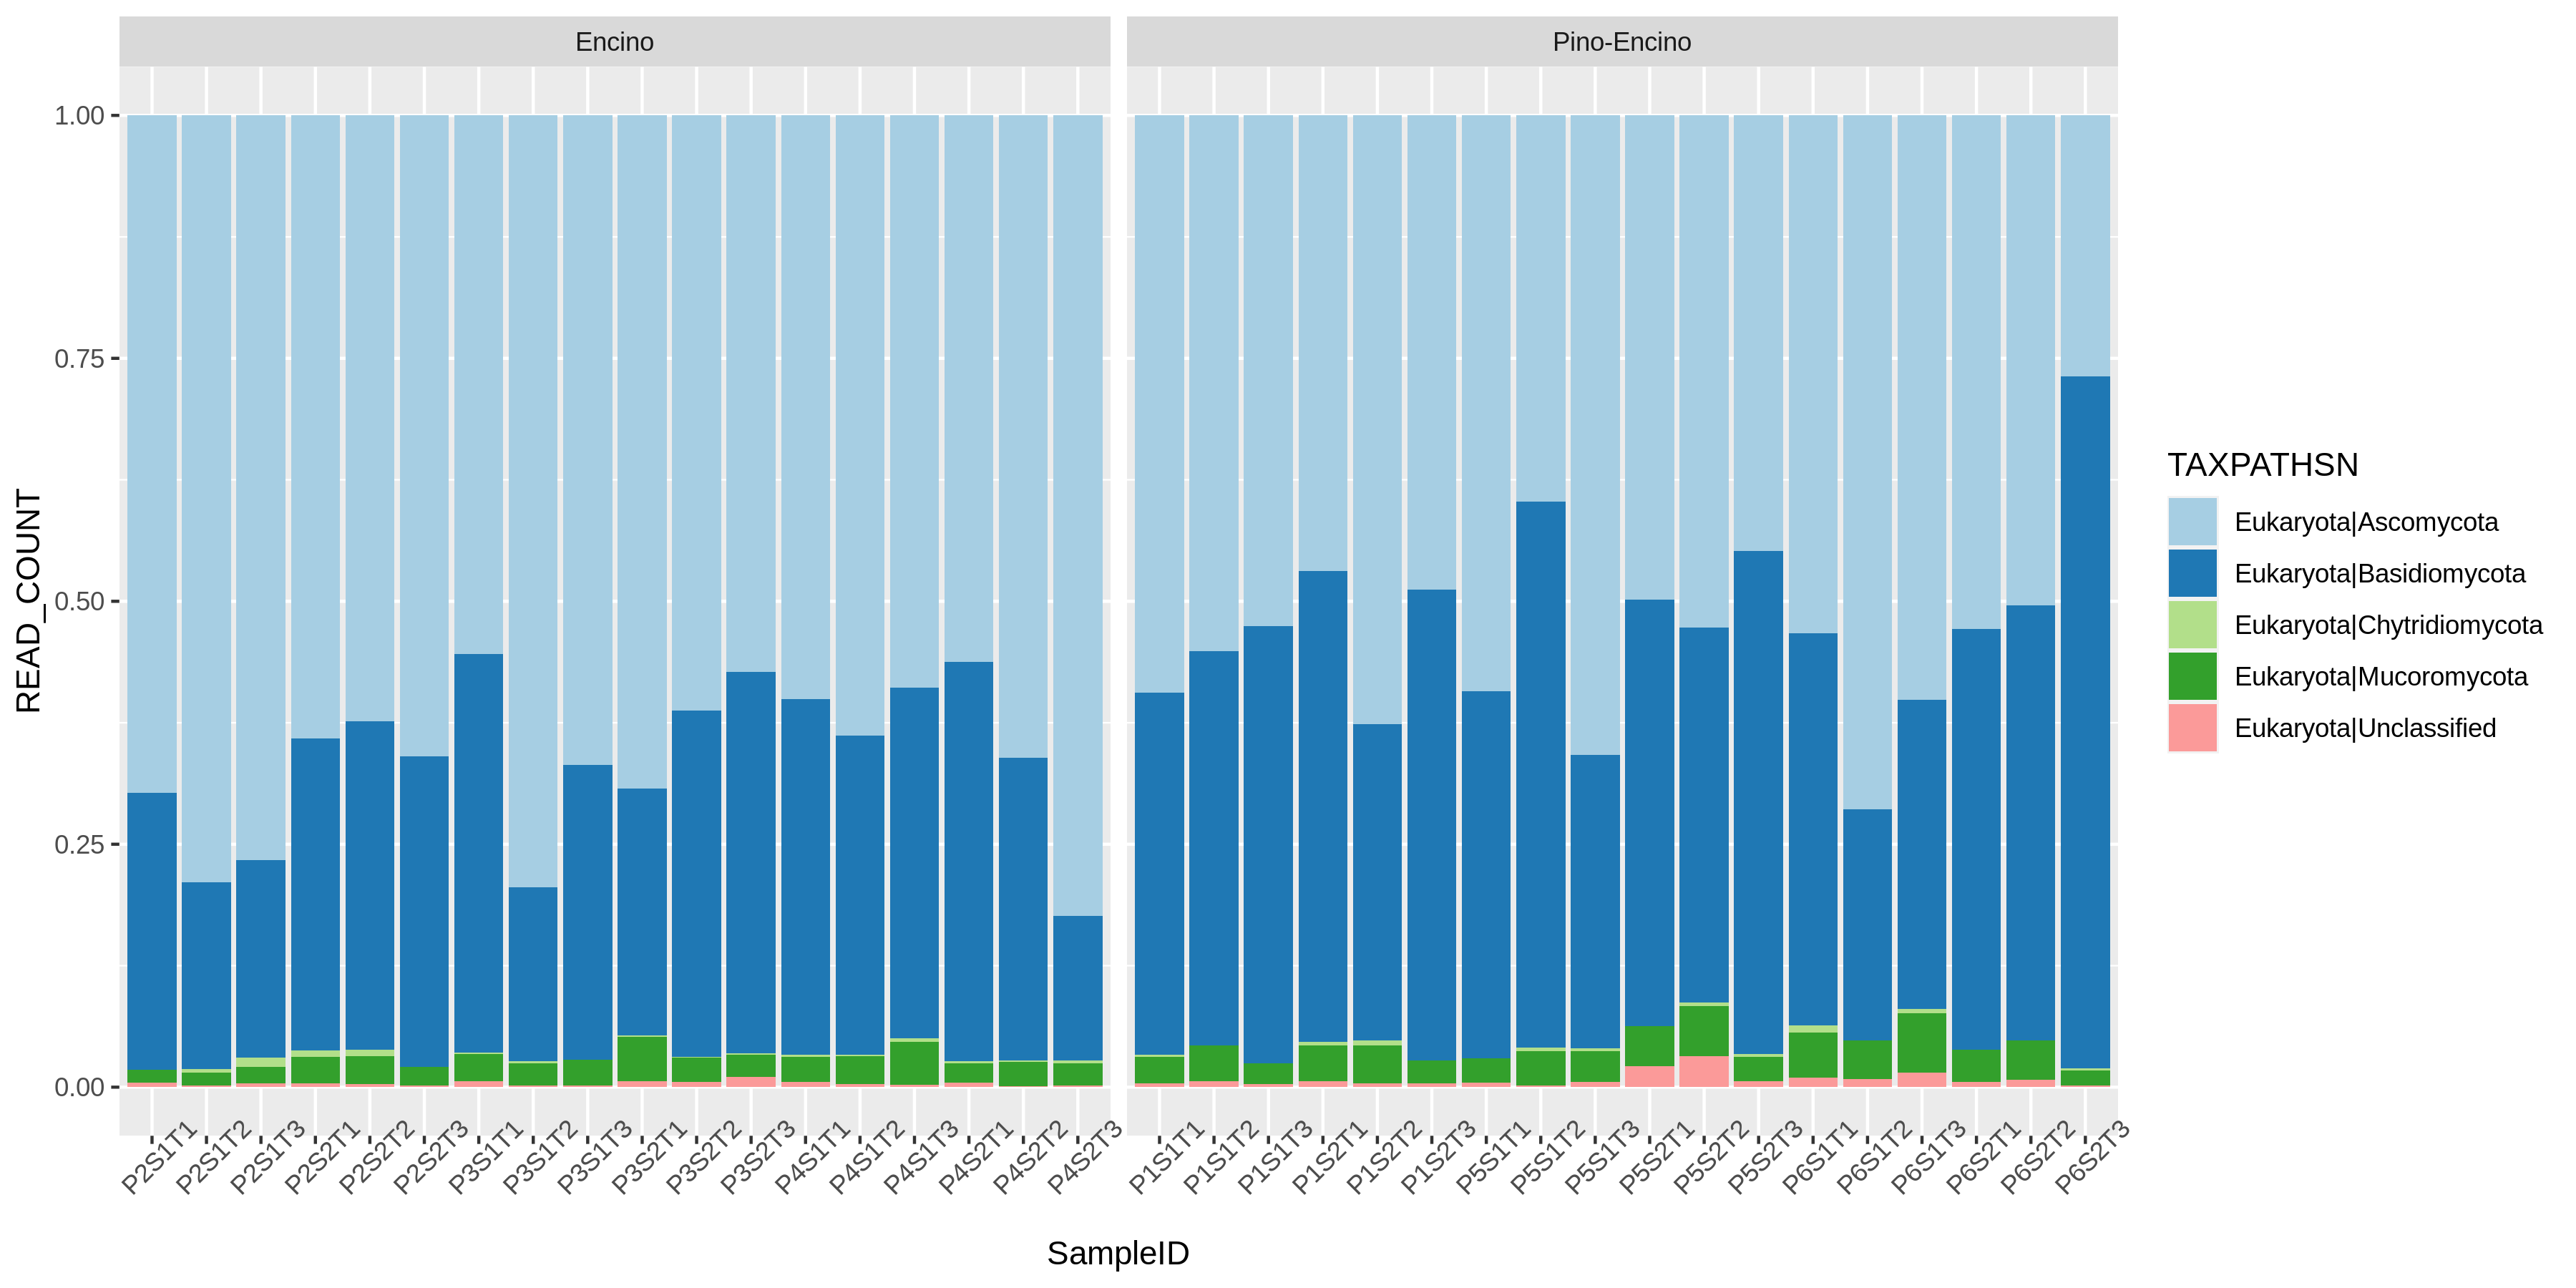 Encino
Pino-Encino
READ_COUNT
1.00
0.75
0.50
0.25
0.00
P2S1T1
P2S1T2
P2S1T3
P2S2T1
P2S2T2
P2S2T3
P3S1T1
P3S1T2
P3S1T3
P3S2T1
P3S2T2
P3S2T3
P4S1T1
P4S1T2
P4S1T3
P4S2T1
P4S2T2
P4S2T3
P1S1T1
P1S1T2
P1S1T3
P1S2T1
P1S2T2
P1S2T3
P5S1T1
P5S1T2
P5S1T3
P5S2T1
P5S2T2
P5S2T3
P6S1T1
P6S1T2
P6S1T3
P6S2T1
P6S2T2
P6S2T3
SampleID
TAXPATHSN
Eukaryota|Ascomycota
Eukaryota|Basidiomycota
Eukaryota|Chytridiomycota
Eukaryota|Mucoromycota
Eukaryota|Unclassified